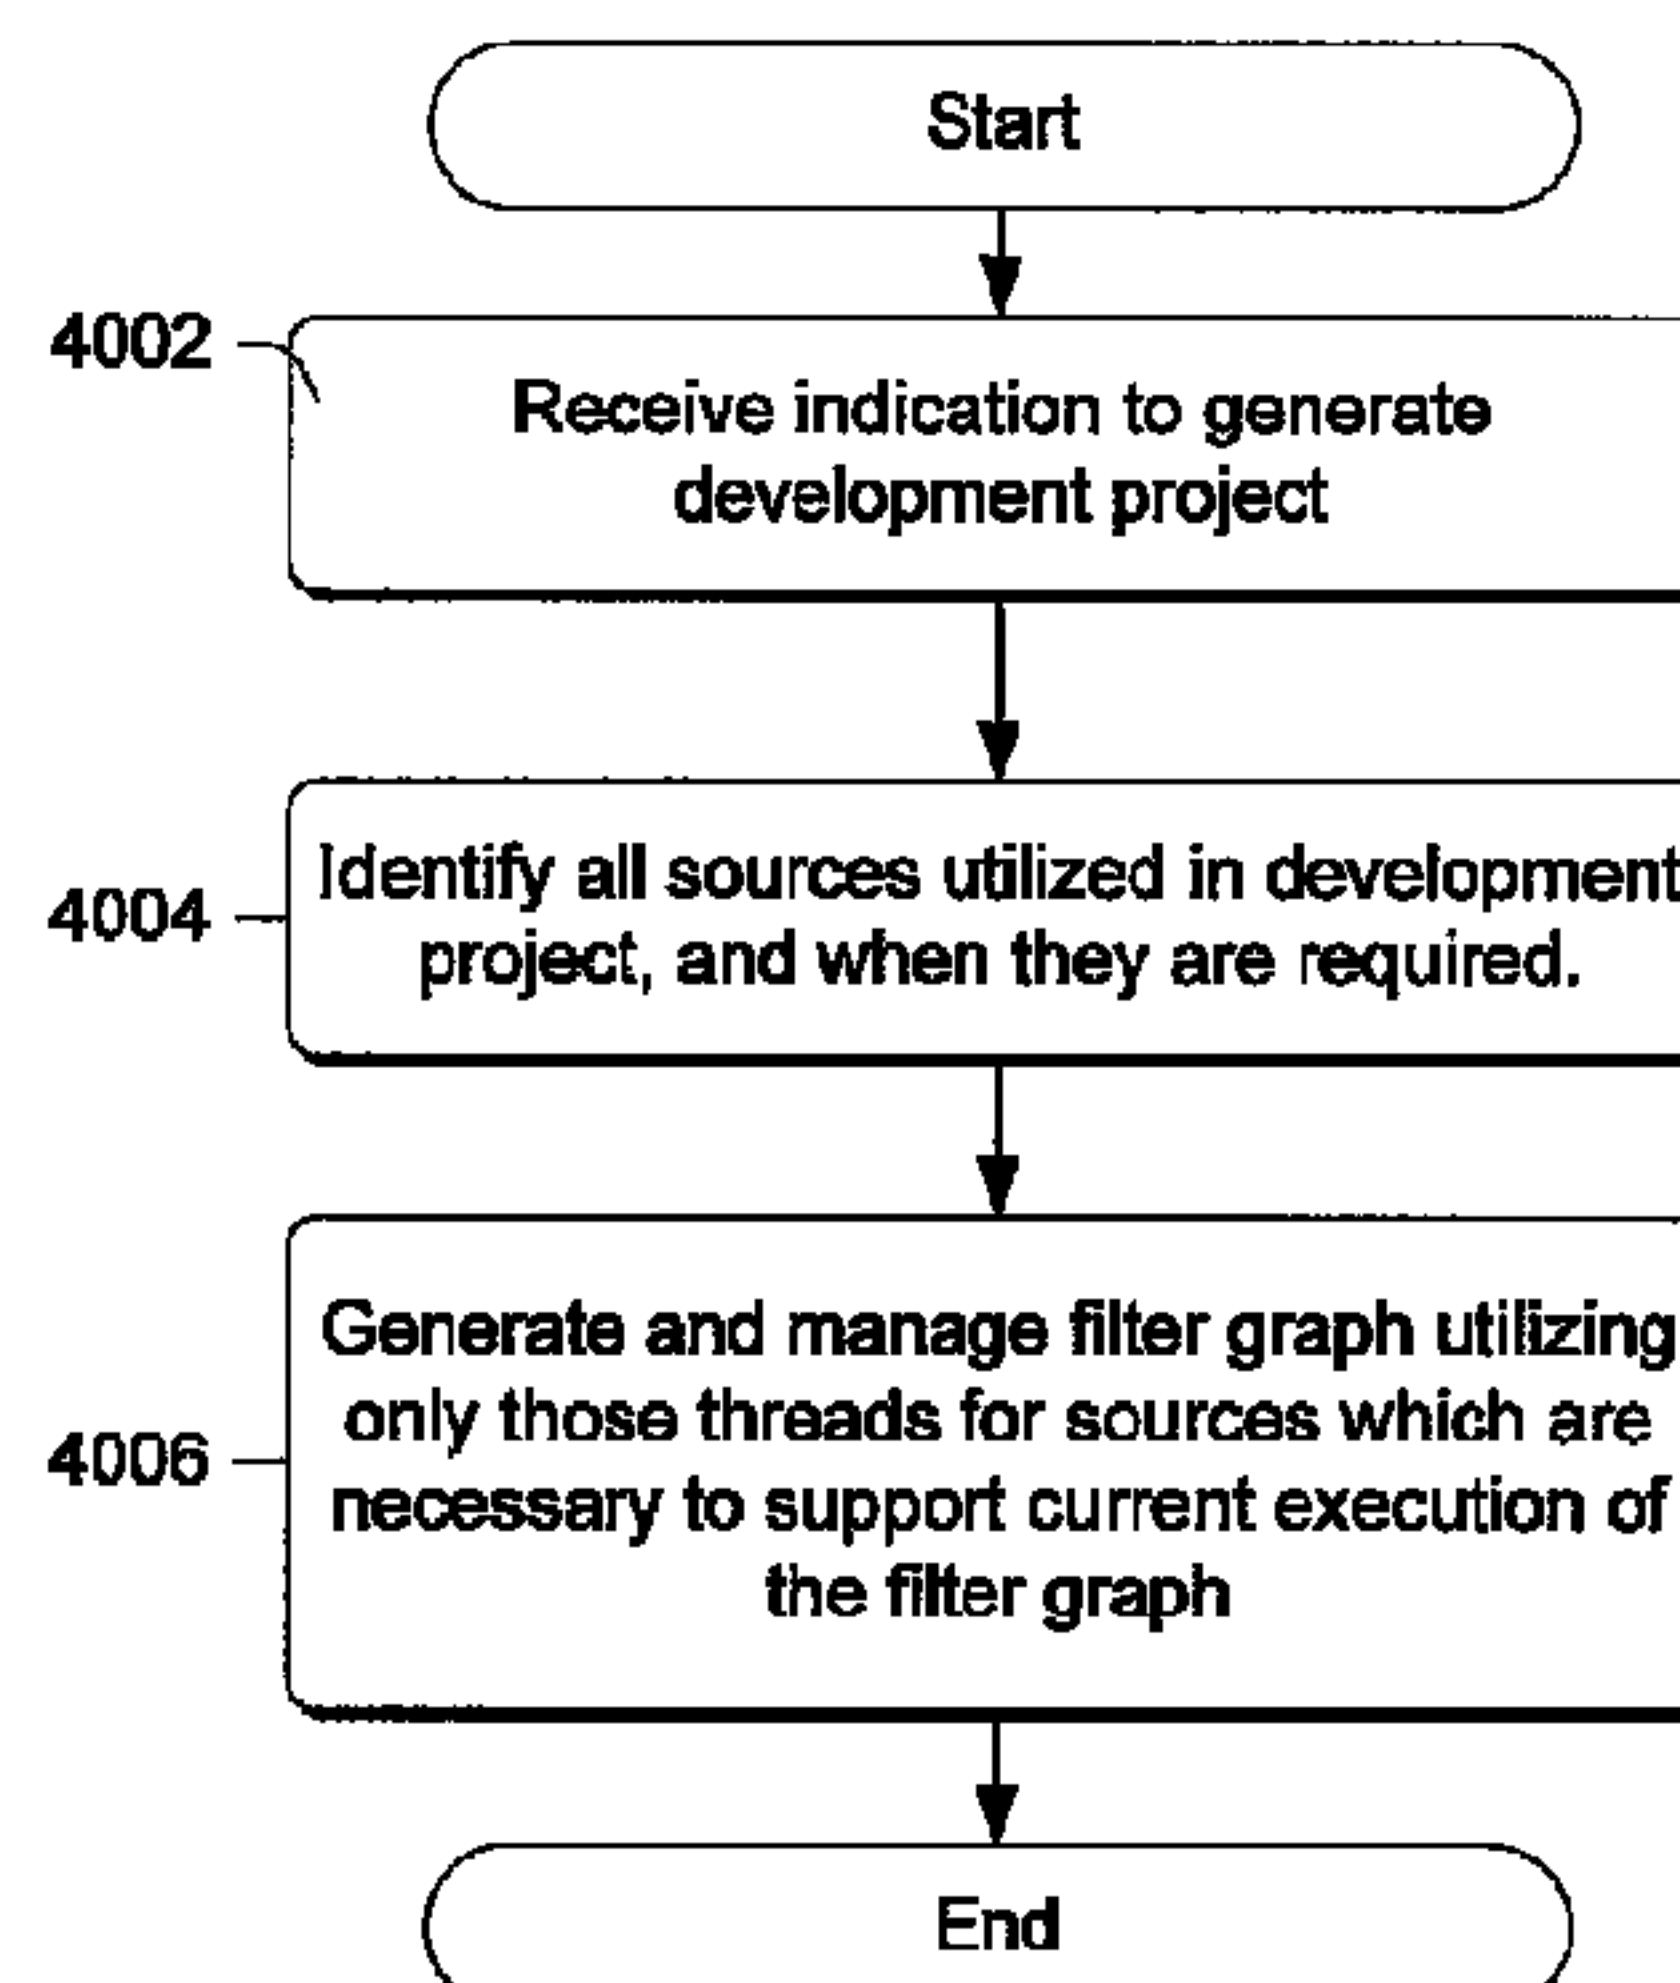 Start
4002
Receive indication to generate
development project
4004
Identify all sources utilized in development
project, and when they are required.
4006
Generate and manage filter graph utilizing
only those threads for sources which are
necessary to support current execution of
the filter graph
End